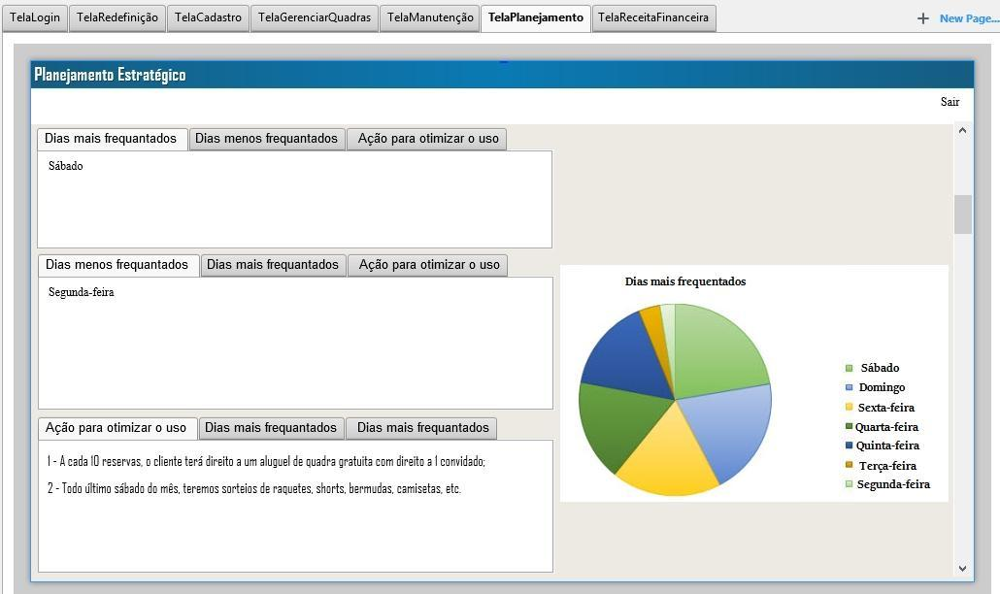 TelaLogin TelaRedefinição TelaCadastro TelaGerenciarQuadras TelaManutenção TelaPlanejamento TelaReceitaFinanceira + New Page...
Planejamento Estratégico
Sair
Dias mais frequantados Dias menos frequantados Ação para otimizar o uso
Sábado
Dias menos frequantados Dias mais frequantados Ação para otimizar o uso
Segunda-feira
Dias mais frequentados
Sábado
Domingo
Sexta-feira
Quarta-feira
Quinta-feira
Terça-feira
Segunda-feira
Ação para otimizar o uso Dias mais frequantados Dias mais frequantados
1 - A cada 10 reservas, o cliente terá direito a um aluguel de quadra gratuita com direito a 1 convidado;
2 - Todo último sábado do mês, teremos sorteios de raquetes, shorts, bermudas, camisetas, etc.